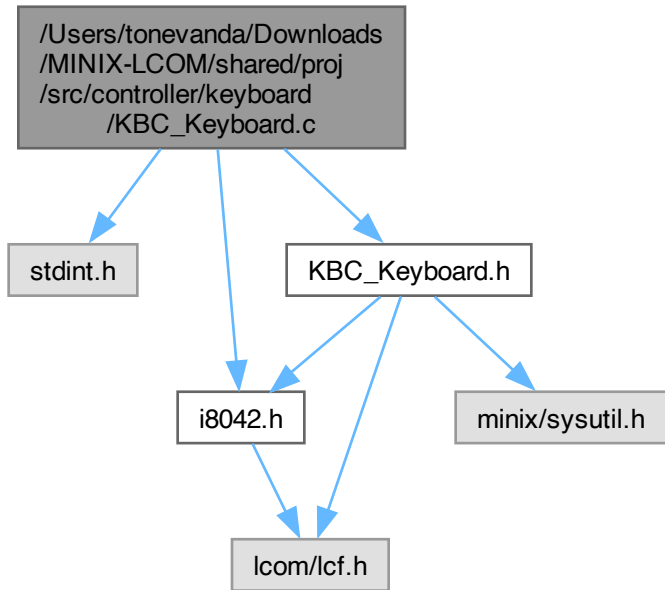 /Users/tonevanda/Downloads
/MINIX-LCOM/shared/proj
/src/controller/keyboard
/KBC_Keyboard.c
stdint.h
KBC_Keyboard.h
i8042.h
minix/sysutil.h
lcom/lcf.h